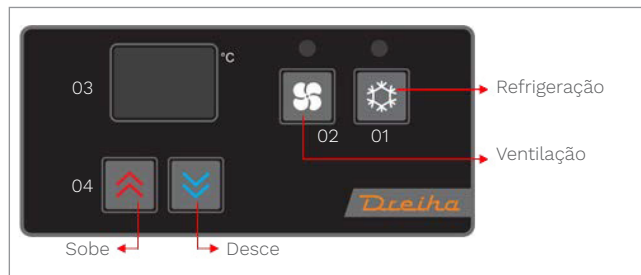 °C
03
Refrigeração
02 01
Ventilação
04
Dreiha
Sobe Desce